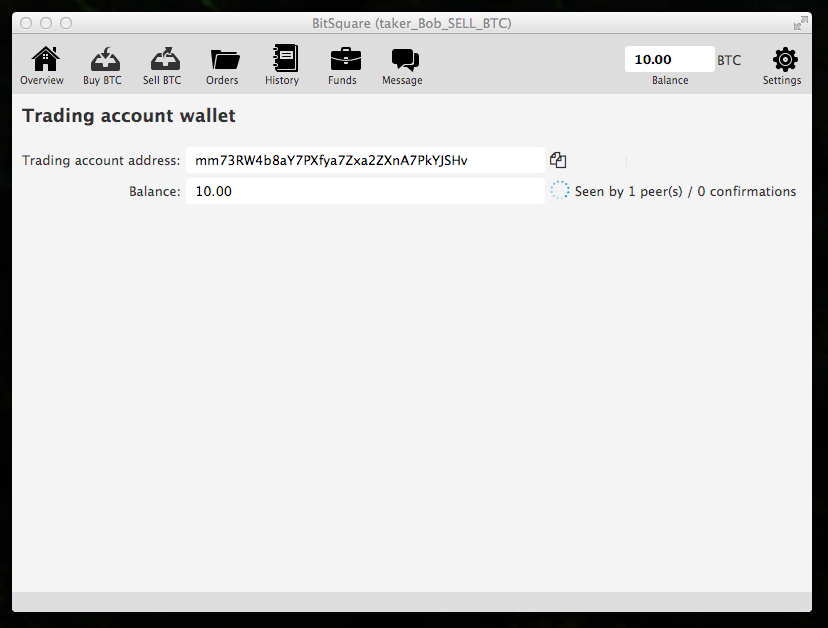 BitSquare (taker_Bob_SELL_BTC)
Overview Buy BTC Sell BTC Orders History Funds Message 10.00 BTC Balance Settings
Trading account wallet
Trading account address: mm73RW4b8aY7PXfya7Zxa2ZXnA7PkYJSHv
Balance: 10.00 Seen by 1 peer(s) / 0 confirmations